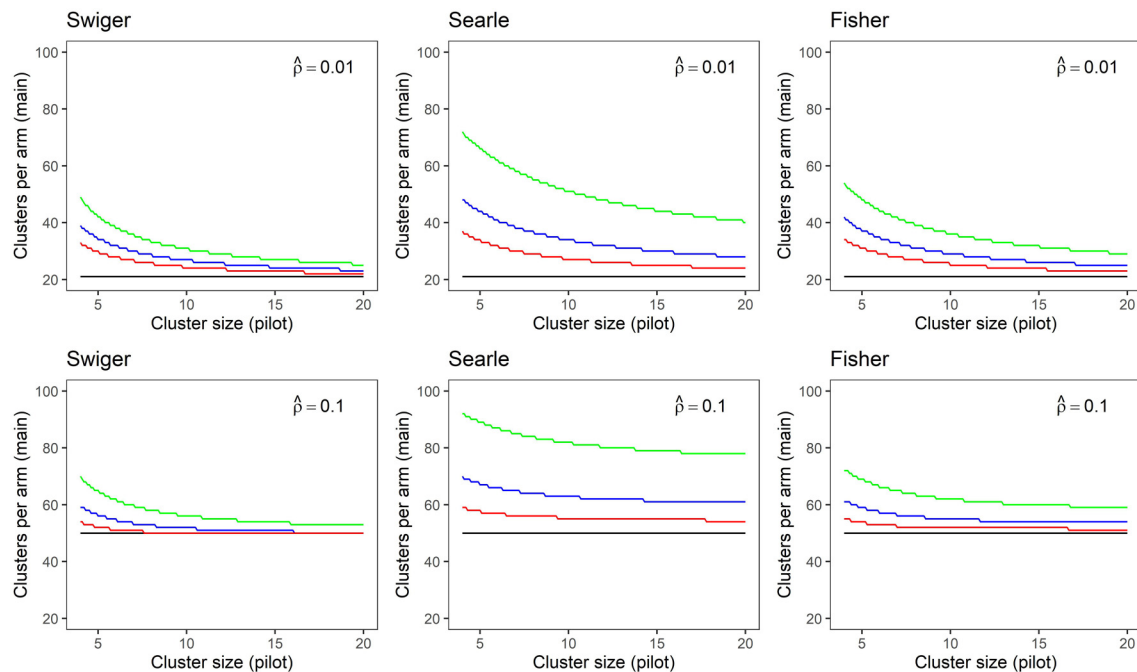 Swiger
Searle
Fisher
Clusters per arm (main)
100
80
60
40
20
ρ̂ = 0.01
5
10
15
20
Cluster size (pilot)
Clusters per arm (main)
100
80
60
40
20
ρ̂ = 0.01
5
10
15
20
Cluster size (pilot)
Clusters per arm (main)
100
80
60
40
20
ρ̂ = 0.01
5
10
15
20
Cluster size (pilot)
Swiger
Searle
Fisher
Clusters per arm (main)
100
80
60
40
20
ρ̂ = 0.1
5
10
15
20
Cluster size (pilot)
Clusters per arm (main)
100
80
60
40
20
ρ̂ = 0.1
5
10
15
20
Cluster size (pilot)
Clusters per arm (main)
100
80
60
40
20
ρ̂ = 0.1
5
10
15
20
Cluster size (pilot)